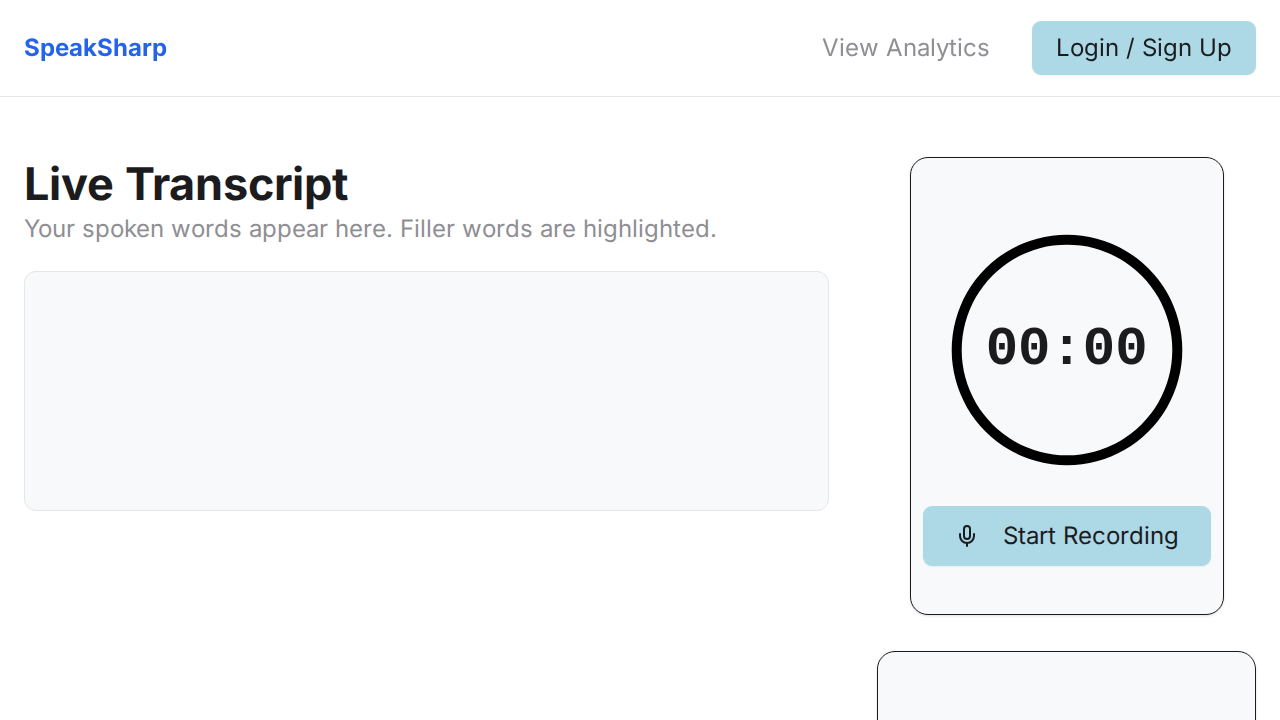 SpeakSharp
View Analytics
Login / Sign Up
Live Transcript
Your spoken words appear here. Filler words are highlighted.
00:00
Start Recording